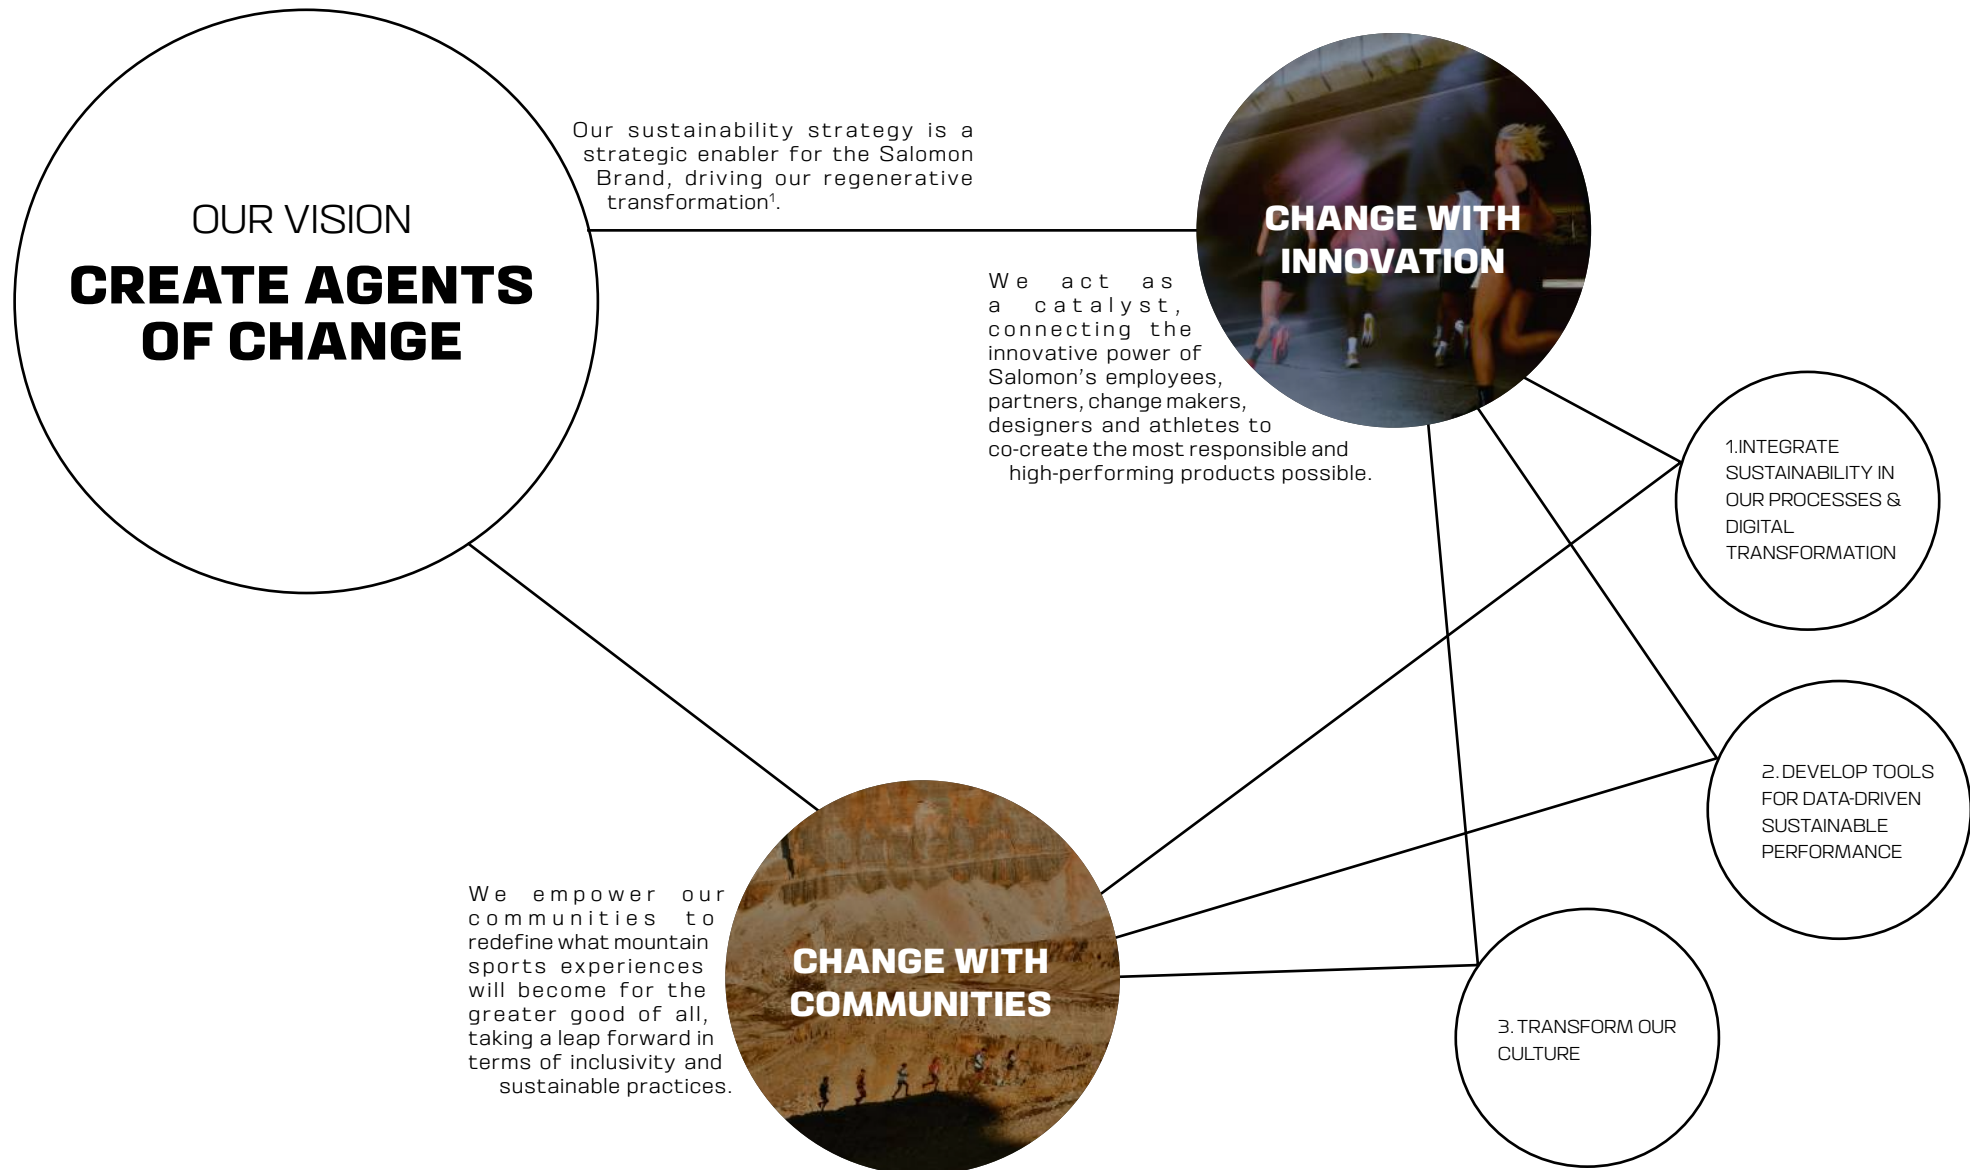 OUR VISION
CREATE AGENTS
OF CHANGE
Our sustainability strategy is a
strategic enabler for the Salomon
Brand, driving our regenerative
transformation¹.
CHANGE WITH
INNOVATION
We act as
a catalyst,
connecting the
innovative power of
Salomon’s employees,
partners, change makers,
designers and athletes to
co-create the most responsible and
high-performing products possible.
1.INTEGRATE
SUSTAINABILITY IN
OUR PROCESSES &
DIGITAL
TRANSFORMATION
2. DEVELOP TOOLS
FOR DATA-DRIVEN
SUSTAINABLE
PERFORMANCE
We empower our
communities to
redefine what mountain
sports experiences
will become for the
greater good of all,
taking a leap forward in
terms of inclusivity and
sustainable practices.
CHANGE WITH
COMMUNITIES
3. TRANSFORM OUR
CULTURE